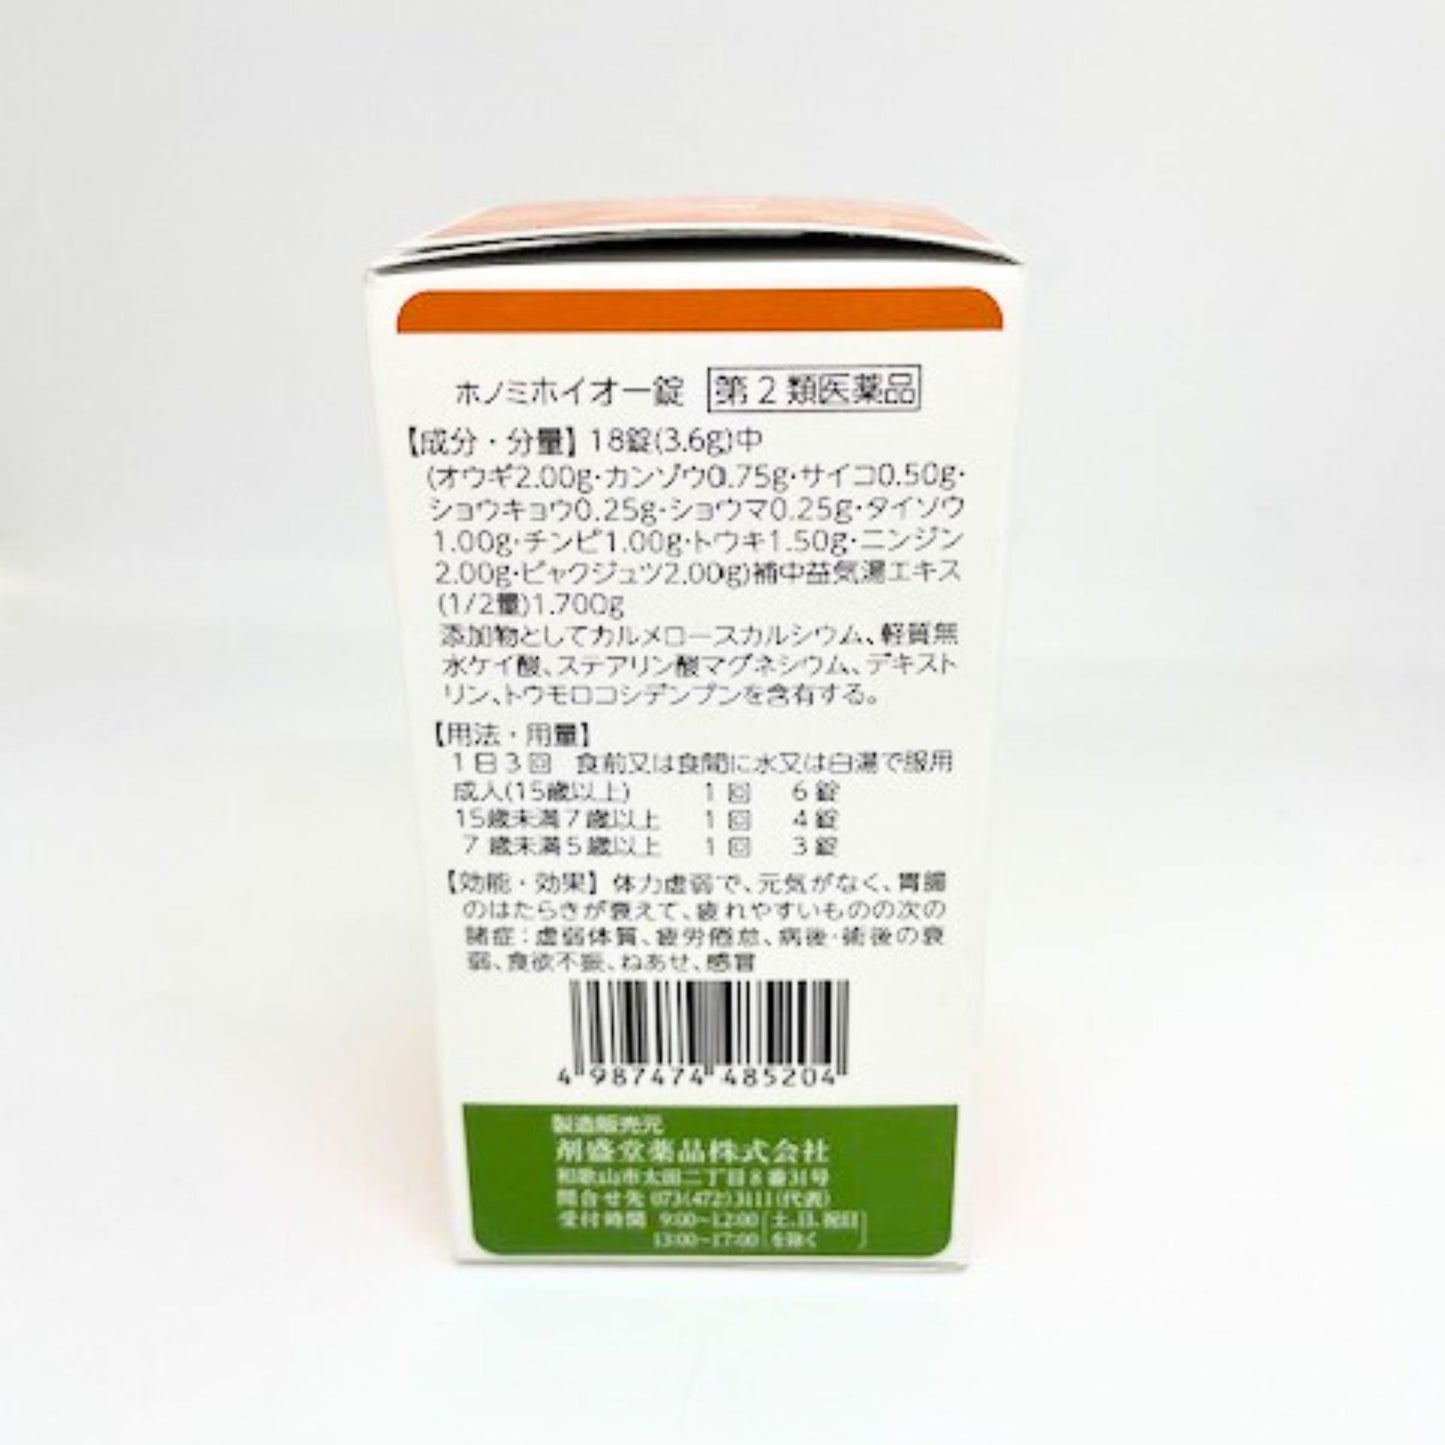 ホノミホイオー錠 第2類医薬品
【成分・分量】18錠(3.6g)中
(オウギ2.00g・カンゾウ0.75g・サイコ0.50g・
ショウキョウ0.25g・ショウマ0.25g・タイソウ
1.00g・チンピ1.00g・トウキ1.50g・ニンジン
2.00g・ビャクジュツ2.00g)補中益気湯エキス
(1/2量)1.700g
添加物としてカルメロースカルシウム、軽質無
水ケイ酸、ステアリン酸マグネシウム、デキスト
リン、トウモロコシデンプンを含有する。
【用法・用量】
1日3回 食前又は食間に水又は白湯で服用
成人(15歳以上) 1回 6錠
15歳未満7歳以上 1回 4錠
7歳未満5歳以上 1回 3錠
【効能・効果】体力虚弱で、元気がなく、胃腸
のはたらきが衰えて、疲れやすいものの次の
諸症：虚弱体質、疲労倦怠、病後・術後の衰
弱、食欲不振、ねあせ、感冒
4 987474 485204
製造販売元
剤盛堂薬品株式会社
和歌山市太田二丁目8番31号
問合せ先 073(472)3111(代表)
受付時間 9:00~12:00 [土、日、祝日
13:00~17:00 を除く]